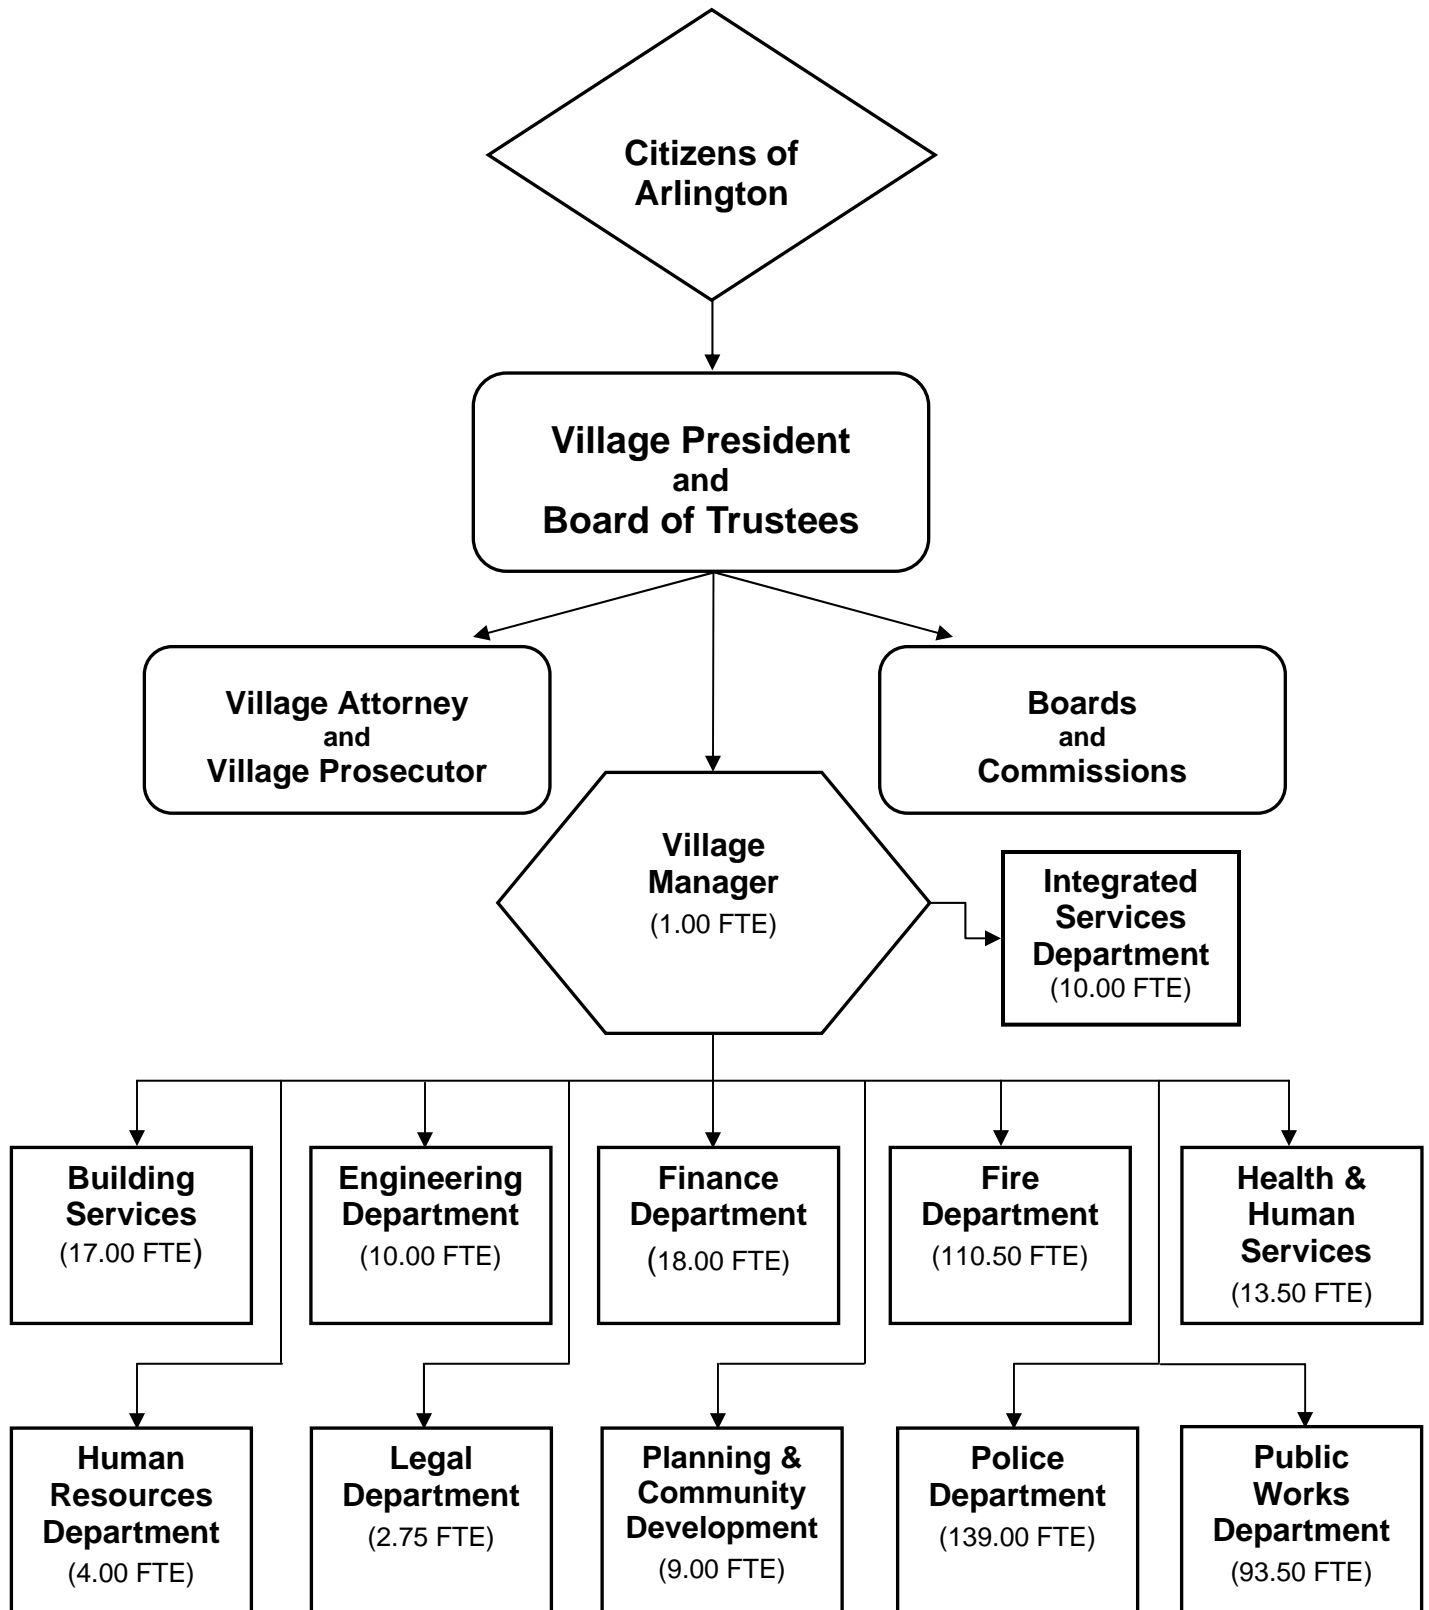 Citizens of
Arlington
Village President
and
Board of Trustees
Village Attorney
and
Village Prosecutor
Boards
and
Commissions
Village
Manager
(1.00 FTE)
Integrated
Services
Department
(10.00 FTE)
Building
Services
(17.00 FTE)
Engineering
Department
(10.00 FTE)
Finance
Department
(18.00 FTE)
Fire
Department
(110.50 FTE)
Health &
Human
Services
(13.50 FTE)
Human
Resources
Department
(4.00 FTE)
Legal
Department
(2.75 FTE)
Planning &
Community
Development
(9.00 FTE)
Police
Department
(139.00 FTE)
Public
Works
Department
(93.50 FTE)